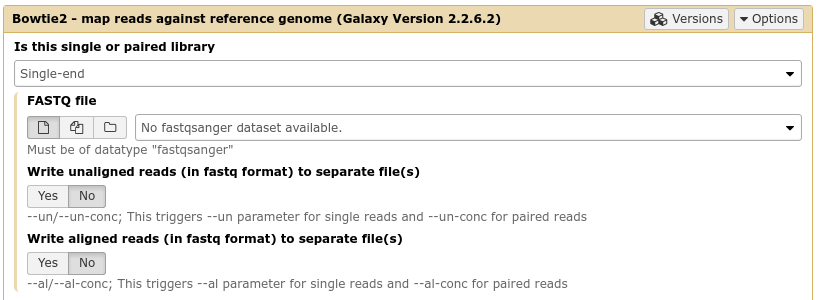 Bowtie2 - map reads against reference genome (Galaxy Version 2.2.6.2)
Versions
Options
Is this single or paired library
Single-end
FASTQ file
No fastqsanger dataset available.
Must be of datatype "fastqsanger"
Write unaligned reads (in fastq format) to separate file(s)
Yes No
--un/--un-conc; This triggers --un parameter for single reads and --un-conc for paired reads
Write aligned reads (in fastq format) to separate file(s)
Yes No
--al/--al-conc; This triggers --al parameter for single reads and --al-conc for paired reads